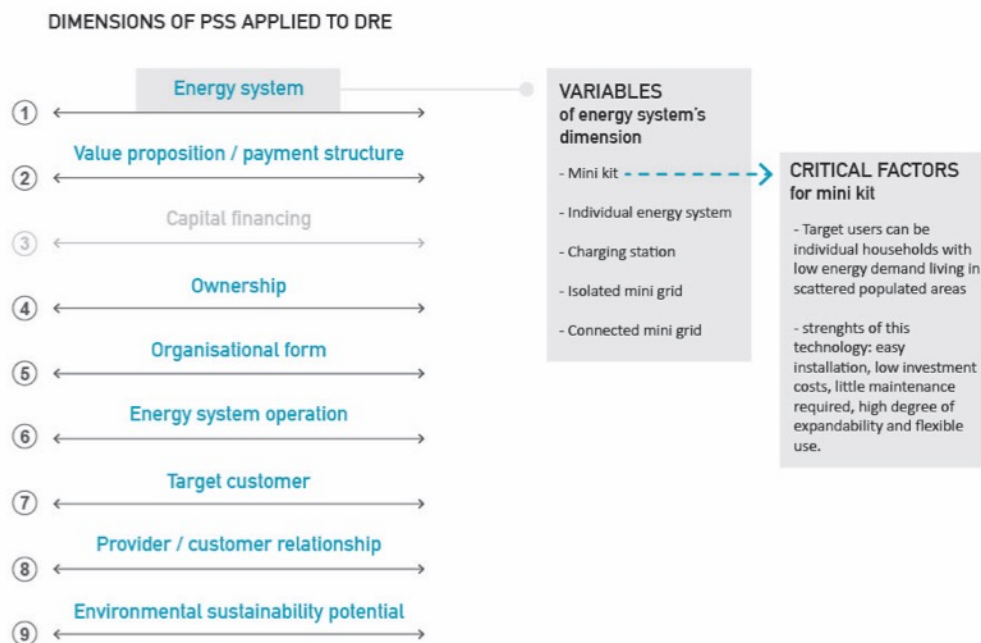 DIMENSIONS OF PSS APPLIED TO DRE
Energy system
1
Value proposition / payment structure
2
Capital financing
3
Ownership
4
Organisational form
5
Energy system operation
6
Target customer
7
Provider / customer relationship
8
Environmental sustainability potential
9
VARIABLES
of energy system's
dimension
- Mini kit
- Individual energy system
- Charging station
- Isolated mini grid
- Connected mini grid
CRITICAL FACTORS
for mini kit
- Target users can be
individual households with
low energy demand living in
scattered populated areas
- strenghts of this
technology: easy
installation, low investment
costs, little maintenance
required, high degree of
expandability and flexible
use.